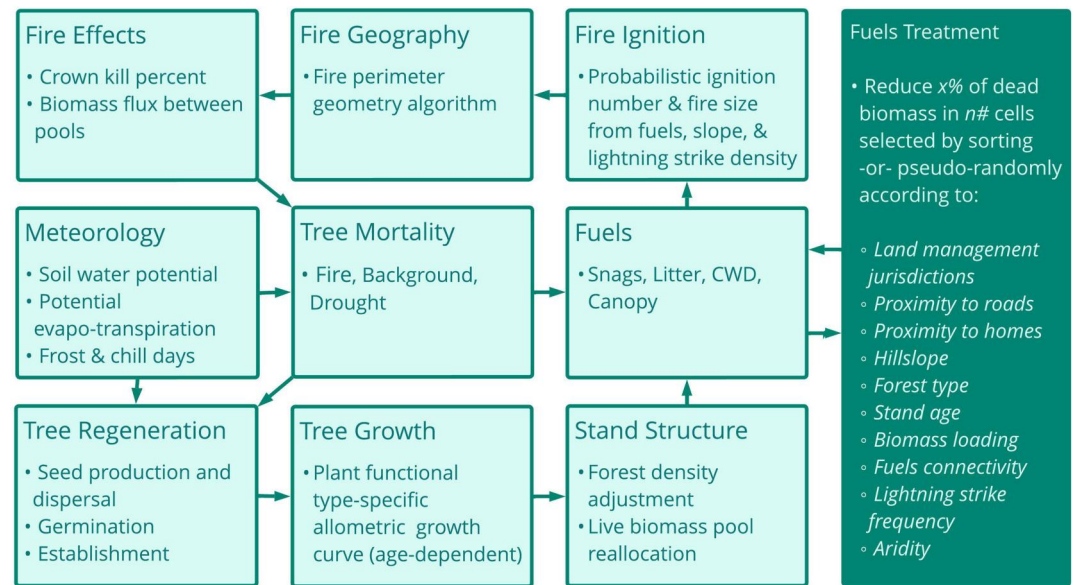 Fire Effects
• Crown kill percent
• Biomass flux between
pools
Fire Geography
• Fire perimeter
geometry algorithm
Fire Ignition
• Probabilistic ignition
number & fire size
from fuels, slope, &
lightning strike density
Meteorology
• Soil water potential
• Potential
evapo-transpiration
• Frost & chill days
Tree Mortality
• Fire, Background,
Drought
Fuels
• Snags, Litter, CWD,
Canopy
Tree Regeneration
• Seed production and
dispersal
• Germination
• Establishment
Tree Growth
• Plant functional
type-specific
allometric growth
curve (age-dependent)
Stand Structure
• Forest density
adjustment
• Live biomass pool
reallocation
Fuels Treatment
• Reduce x% of dead
biomass in n# cells
selected by sorting
-or- pseudo-randomly
according to:
◦ Land management
jurisdictions
◦ Proximity to roads
◦ Proximity to homes
◦ Hillslope
◦ Forest type
◦ Stand age
◦ Biomass loading
◦ Fuels connectivity
◦ Lightning strike
frequency
◦ Aridity